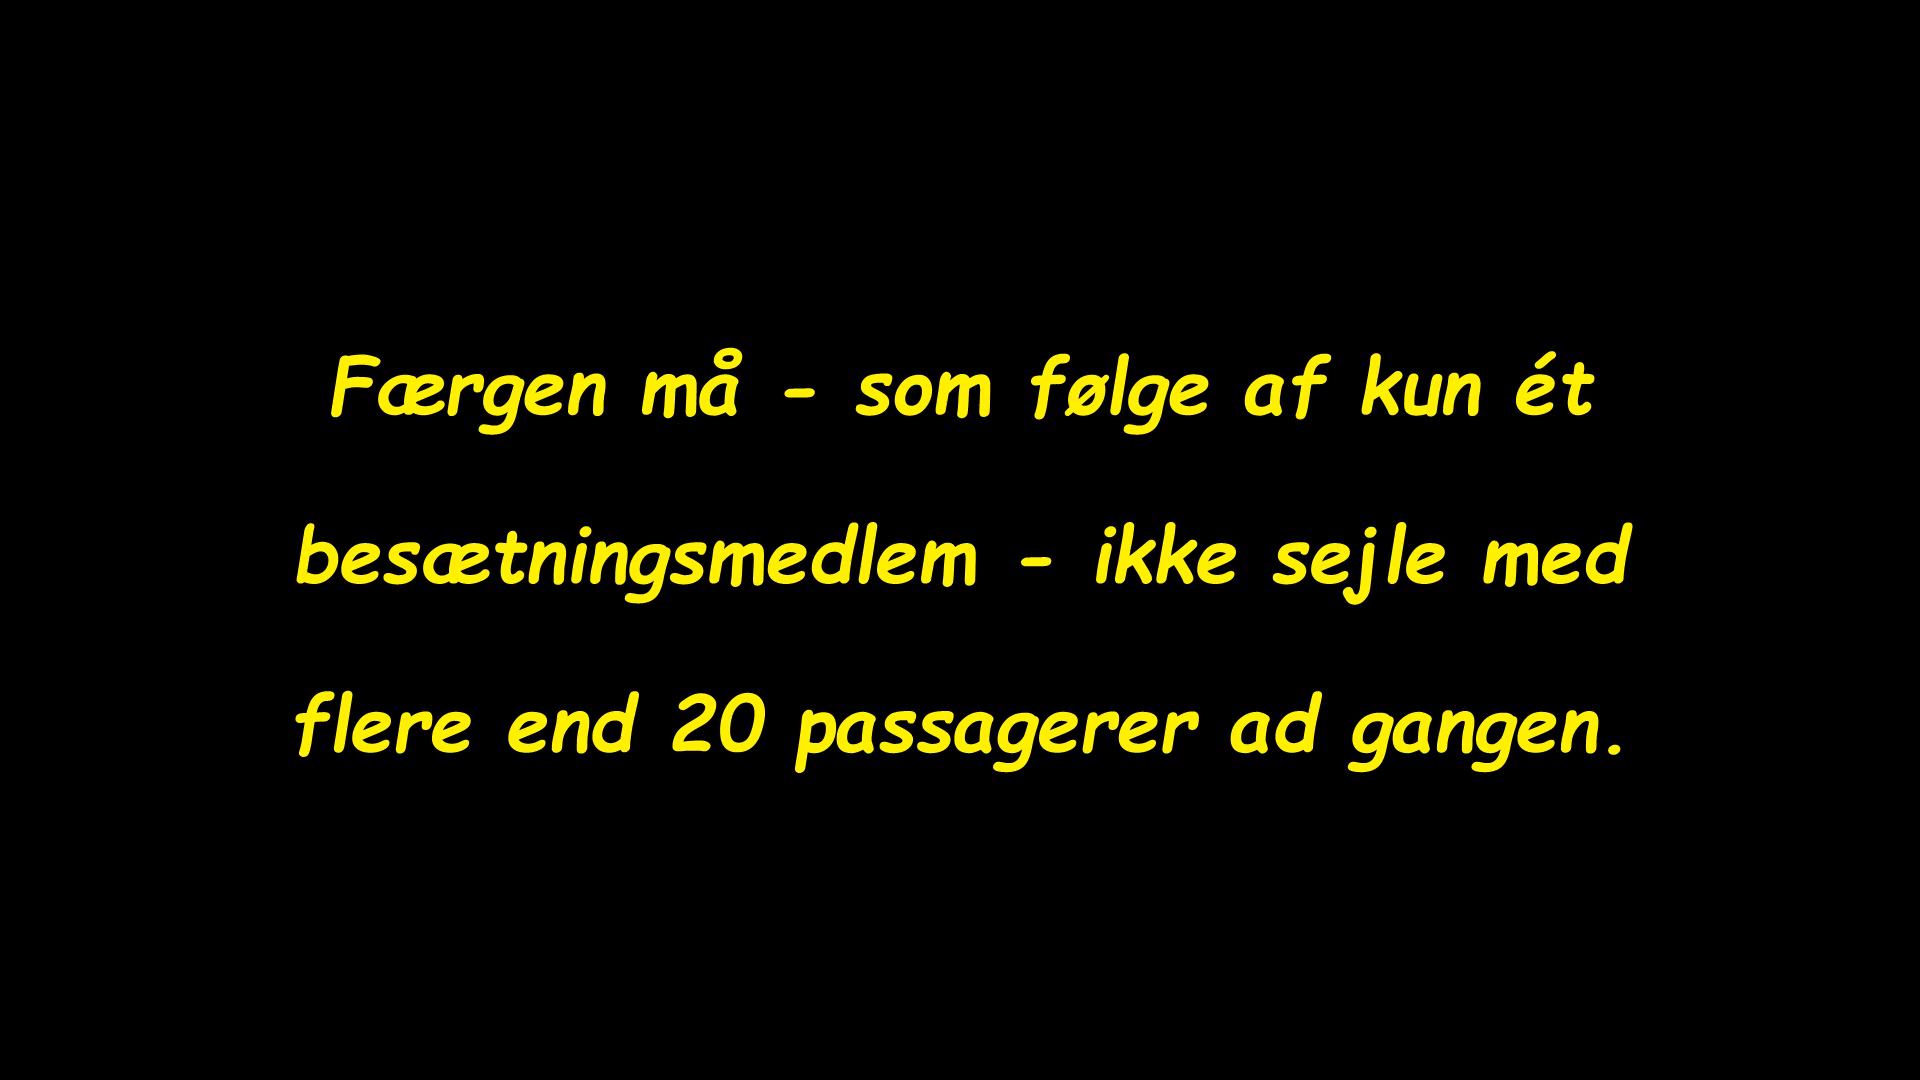 Færgen må - som følge af kun ét
besætningsmedlem - ikke sejle med
flere end 20 passagerer ad gangen.